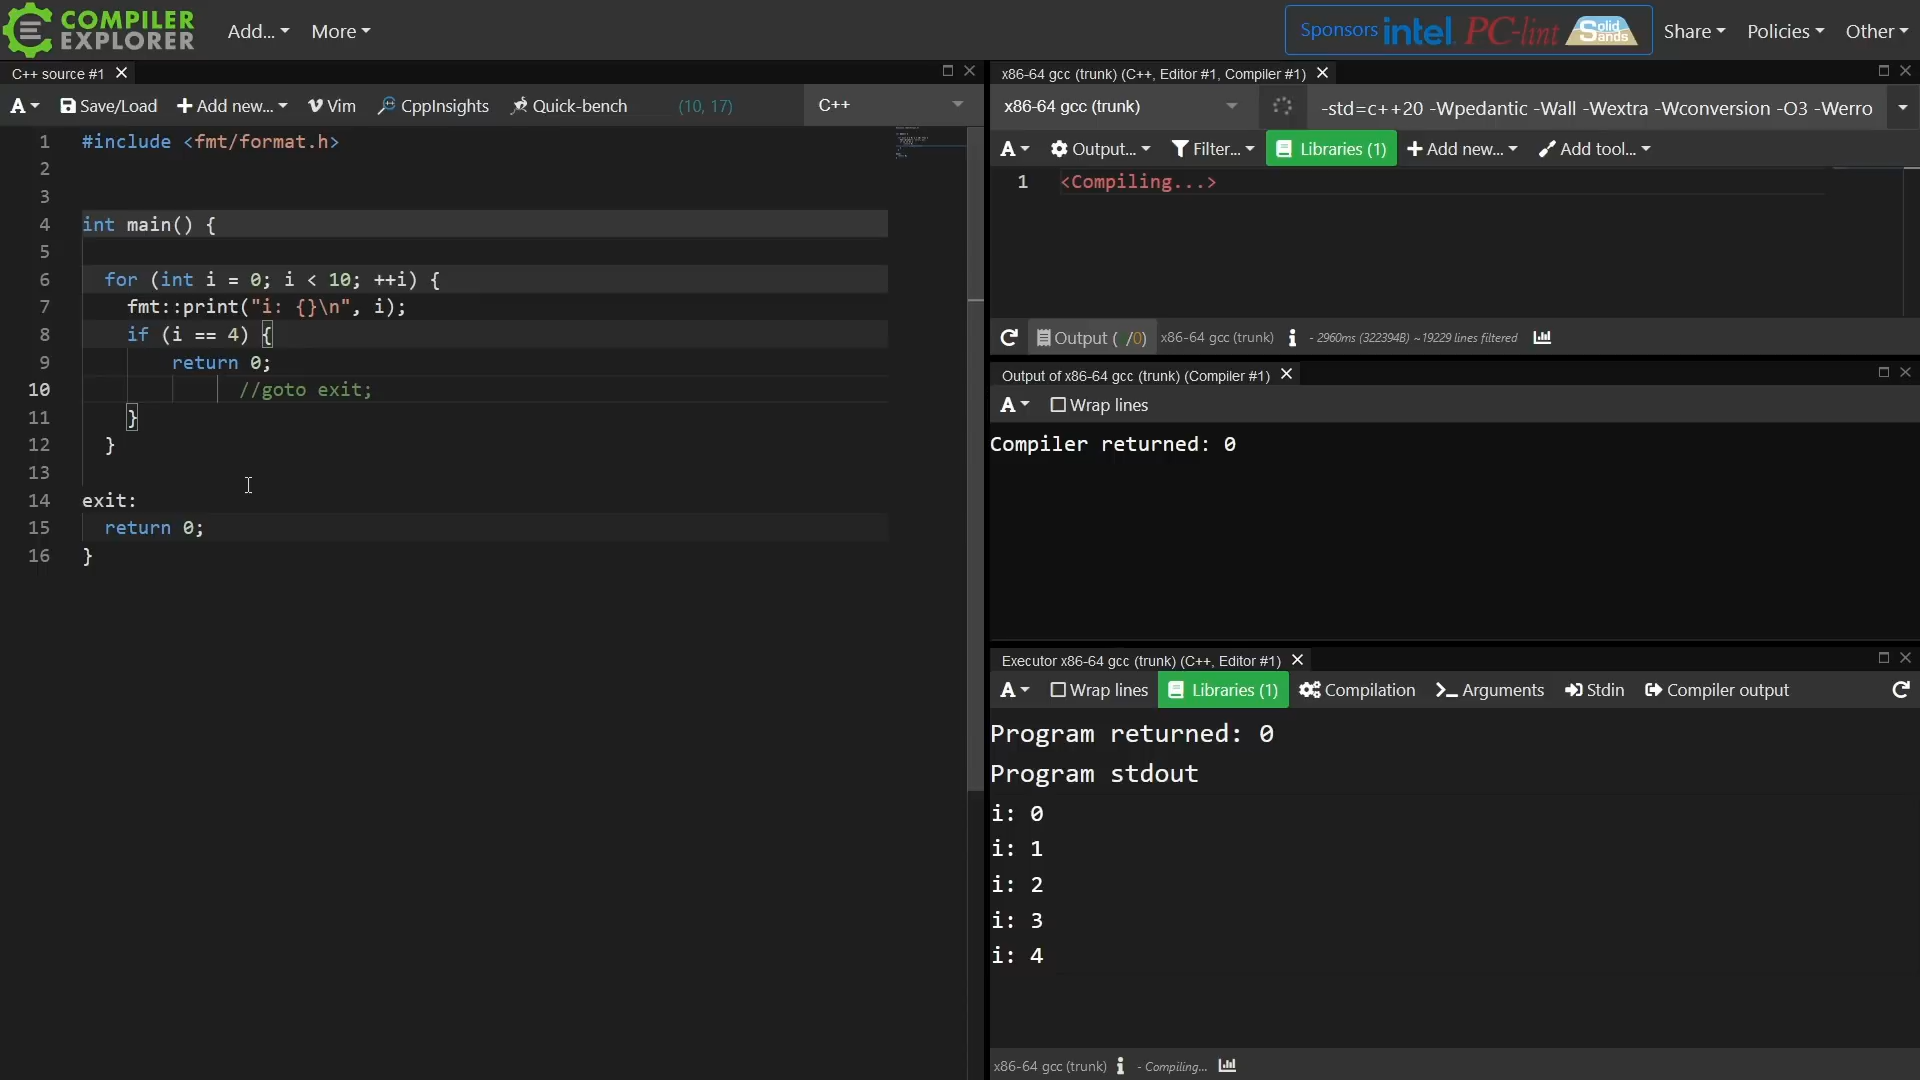 COMPILER EXPLORER
Add... More
Sponsors intel PC-lint Solid Sands Share Policies Other
C++ source #1
A Save/Load Add new... Vim CppInsights Quick-bench (10, 17) C++
1 #include <fmt/format.h>
2
3
4 int main() {
5
6 for (int i = 0; i < 10; ++i) {
7 fmt::print("i: {}\n", i);
8 if (i == 4) {
9 return 0;
10 //goto exit;
11 }
12 }
13
14 exit:
15 return 0;
16 }
x86-64 gcc (trunk) (C++, Editor #1, Compiler #1)
x86-64 gcc (trunk) -std=c++20 -Wpedantic -Wall -Wextra -Wconversion -O3 -Werro
A Output... Filter... Libraries (1) Add new... Add tool...
1 <Compiling...>
Output ( /0) x86-64 gcc (trunk) - 2960ms (322394B) ~19229 lines filtered
Output of x86-64 gcc (trunk) (Compiler #1)
A Wrap lines
Compiler returned: 0
Executor x86-64 gcc (trunk) (C++, Editor #1)
A Wrap lines Libraries (1) Compilation Arguments Stdin Compiler output
Program returned: 0
Program stdout
i: 0
i: 1
i: 2
i: 3
i: 4
x86-64 gcc (trunk) - Compiling...